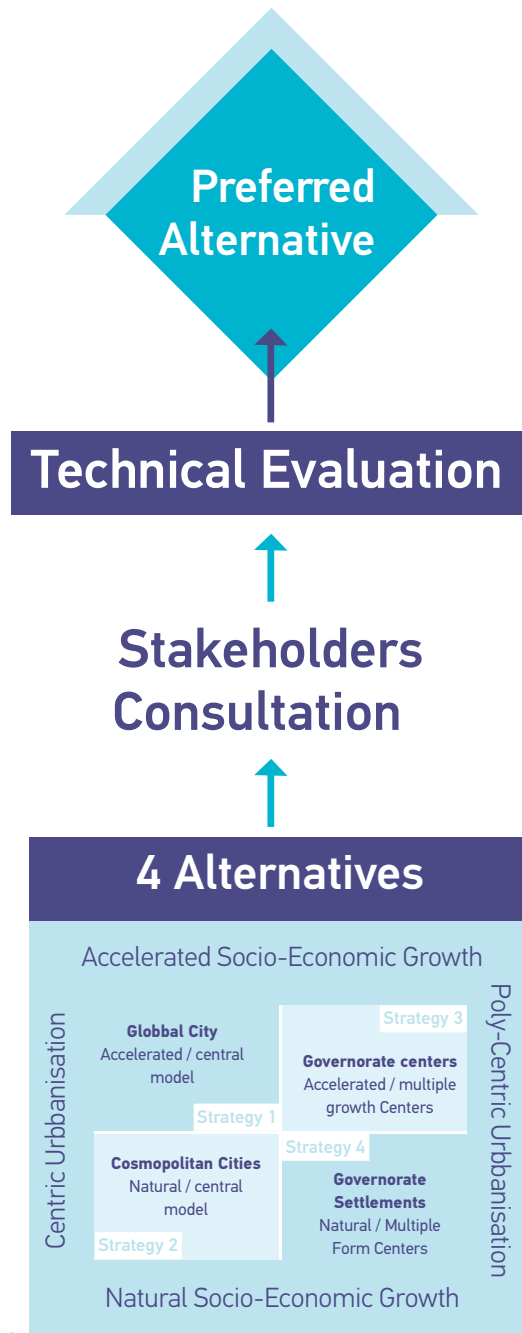 Preferred
Alternative
Technical Evaluation
Stakeholders
Consultation
4 Alternatives
Accelerated Socio-Economic Growth
Centric Urbbanisation
Globbal City
Accelerated / central
model
Strategy 1
Strategy 3
Governorate centers
Accelerated / multiple
growth Centers
Cosmopolitan Cities
Natural / central
model
Strategy 2
Strategy 4
Governorate
Settlements
Natural / Multiple
Form Centers
Poly-Centric Urbbanisation
Natural Socio-Economic Growth